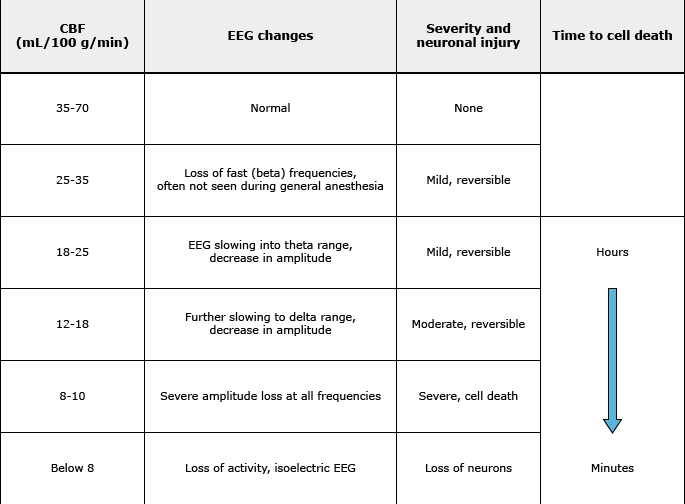 CBF
(mL/100 g/min)
EEG changes
Severity and
neuronal injury
Time to cell death
35-70
Normal
None
25-35
Loss of fast (beta) frequencies,
often not seen during general anesthesia
Mild, reversible
18-25
EEG slowing into theta range,
decrease in amplitude
Mild, reversible
Hours
12-18
Further slowing to delta range,
decrease in amplitude
Moderate, reversible
8-10
Severe amplitude loss at all frequencies
Severe, cell death
Below 8
Loss of activity, isoelectric EEG
Loss of neurons
Minutes